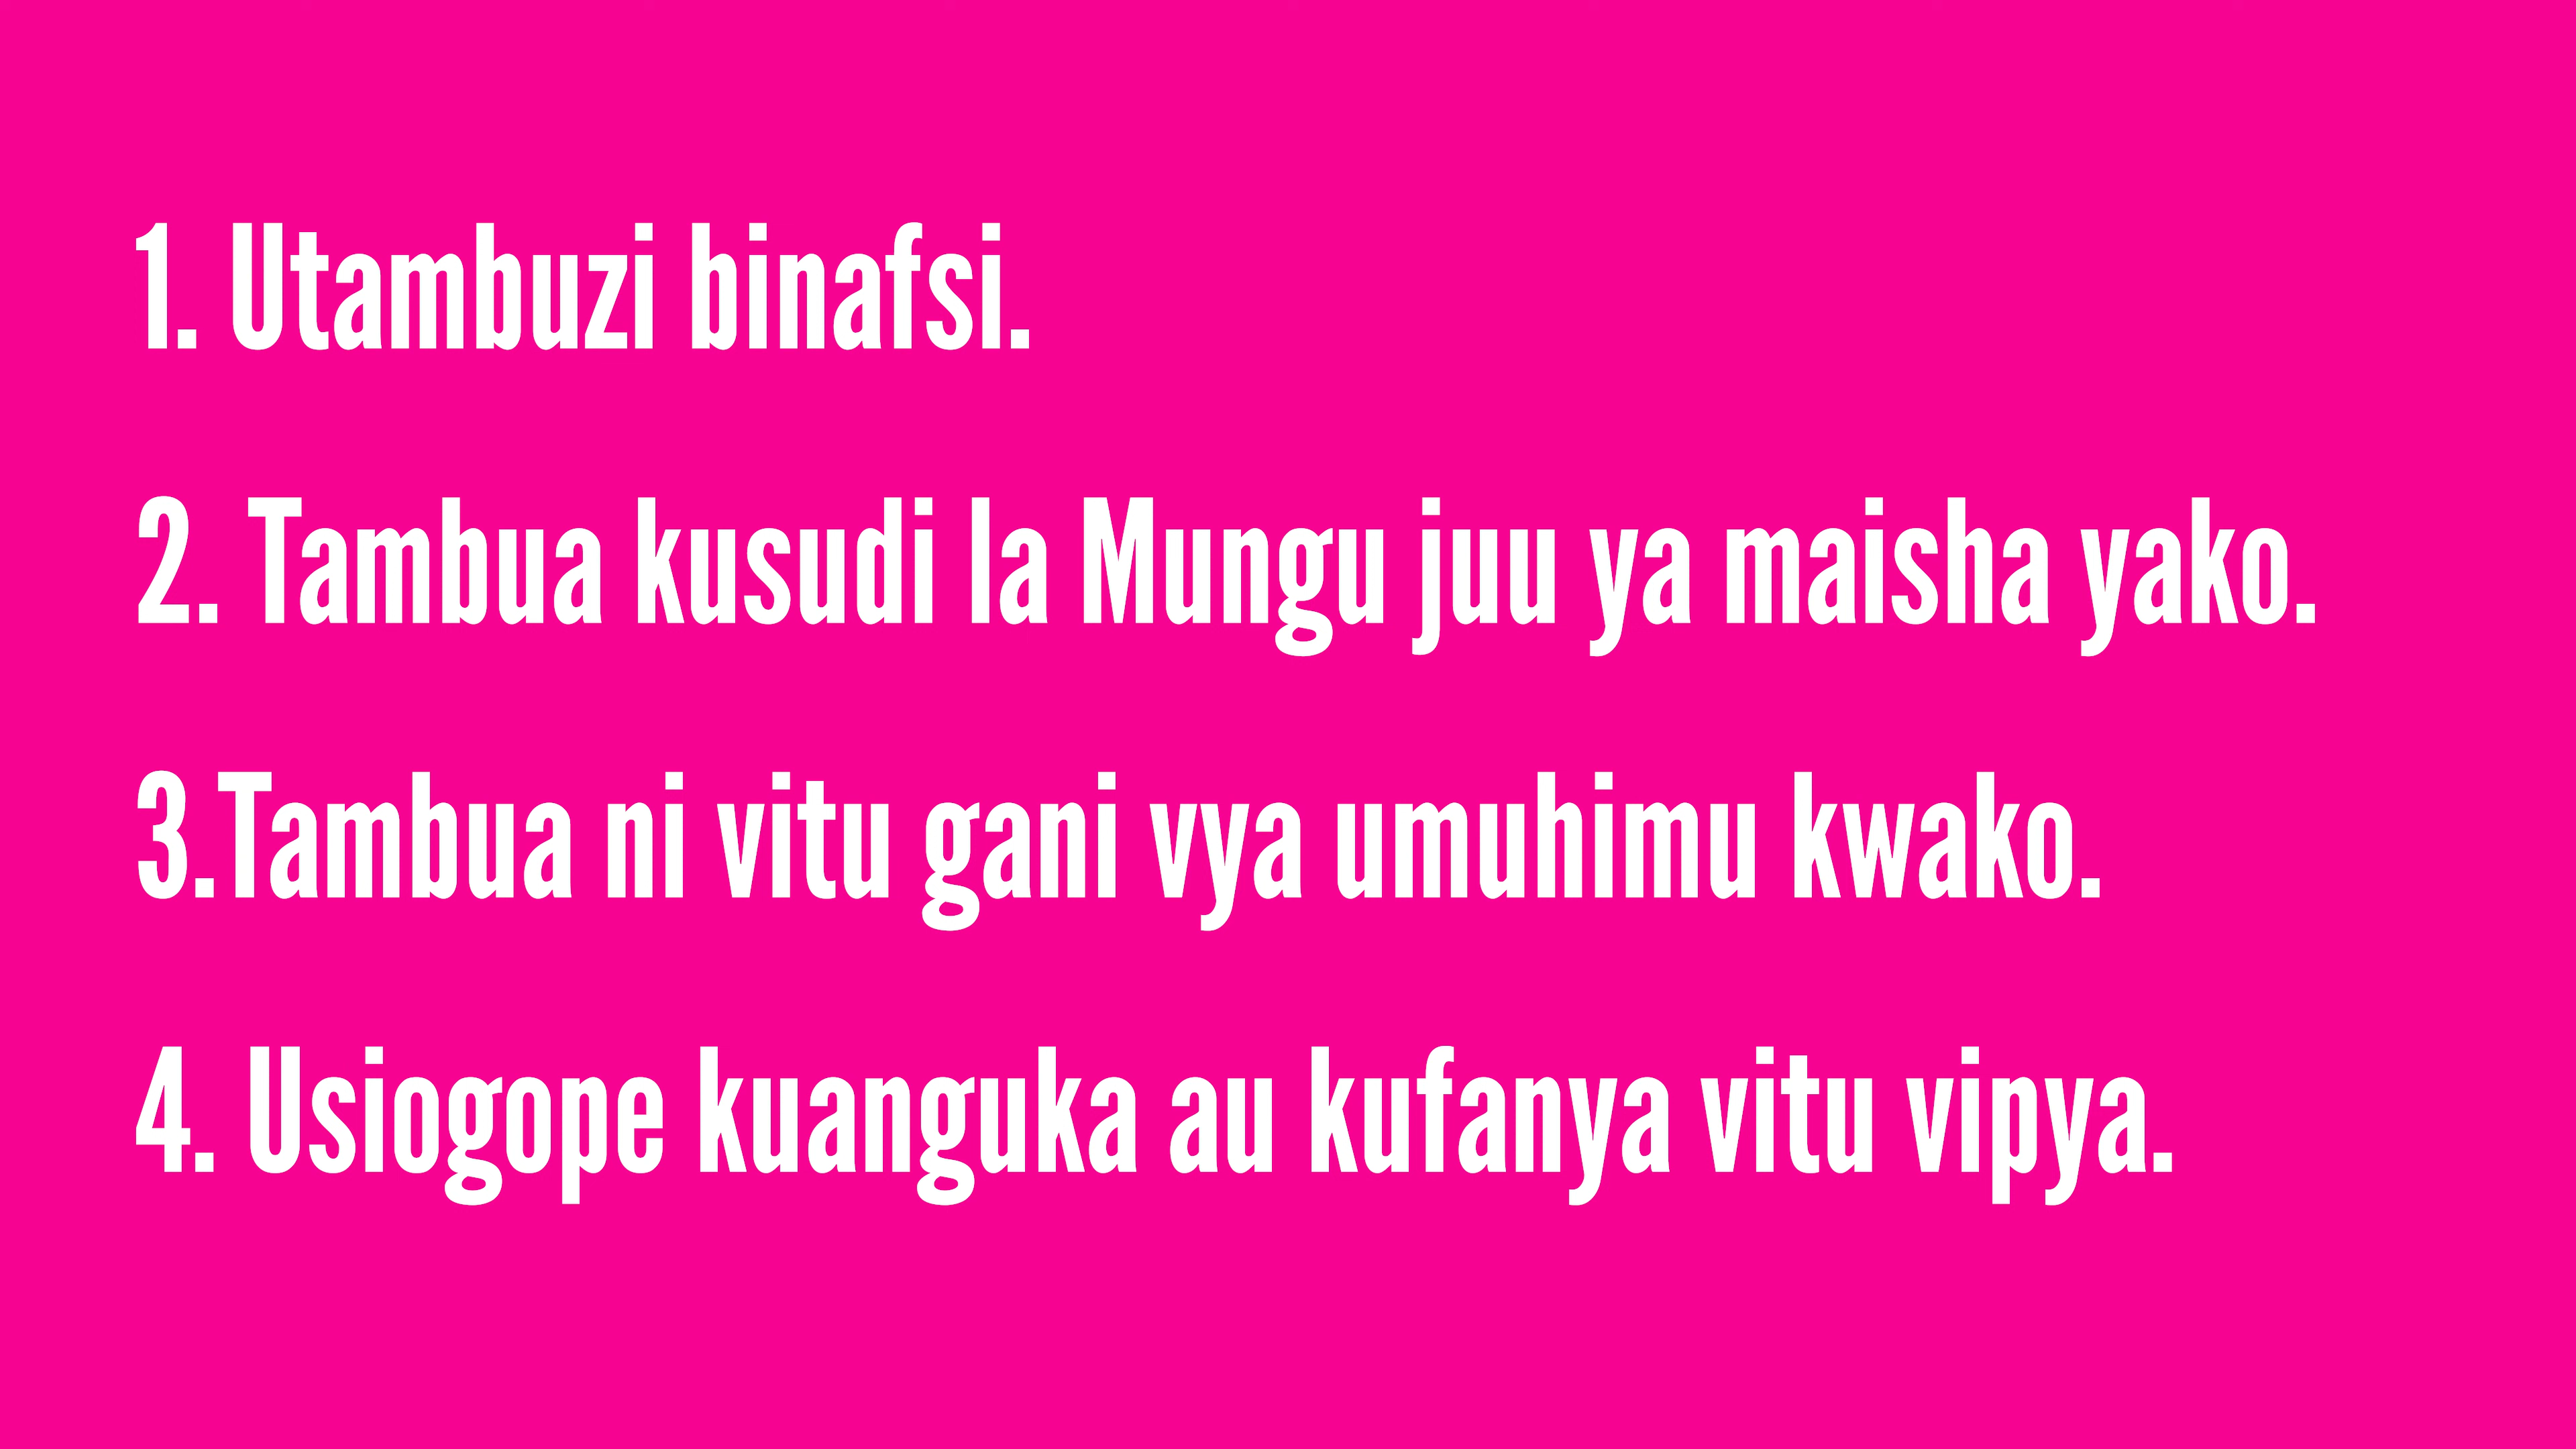 1. Utambuzi binafsi.
2. Tambua kusudi la Mungu juu ya maisha yako.
3.Tambua ni vitu gani vya umuhimu kwako.
4. Usiogope kuanguka au kufanya vitu vipya.